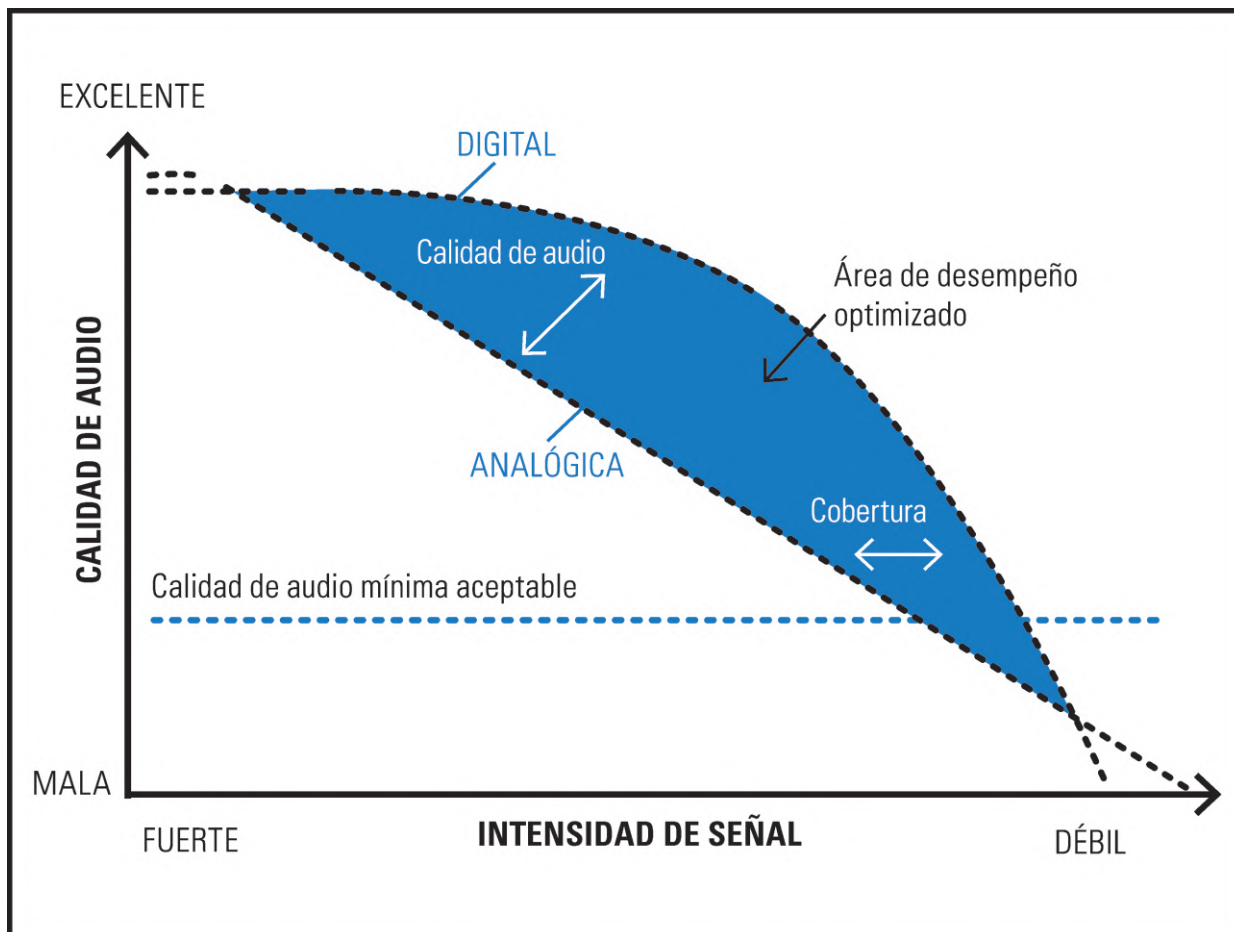 EXCELENTE
DIGITAL
Calidad de audio
Área de desempeño
optimizado
CALIDAD DE AUDIO
ANALÓGICA
Cobertura
Calidad de audio mínima aceptable
MALA
FUERTE
INTENSIDAD DE SEÑAL
DÉBIL